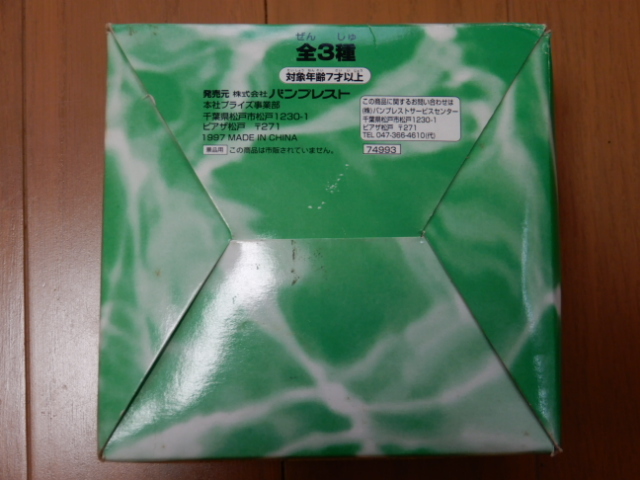 ぜん しゅ
全3種
対象年齢7才以上
発売元 株式会社 バンプレスト
本社プライズ事業部
千葉県松戸市松戸1230-1
ピアザ松戸 〒271
1997 MADE IN CHINA
景品用 この商品は市販されていません。
この商品に関するお問い合わせは
(株)バンプレストサービスセンター
千葉県松戸市松戸1230-1
ピアザ松戸 〒271
TEL 047-366-4610(代)
74993